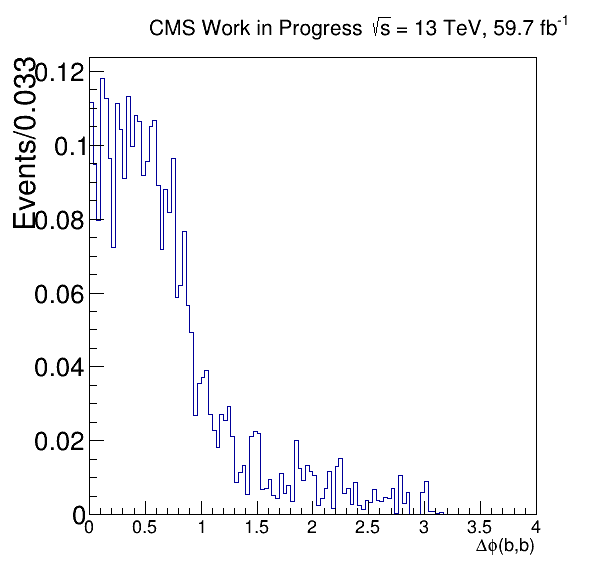 CMS Work in Progress √s = 13 TeV, 59.7 fb⁻¹
Events/0.033
0.12
0.1
0.08
0.06
0.04
0.02
0
0 0.5 1 1.5 2 2.5 3 3.5 4
Δϕ(b,b)